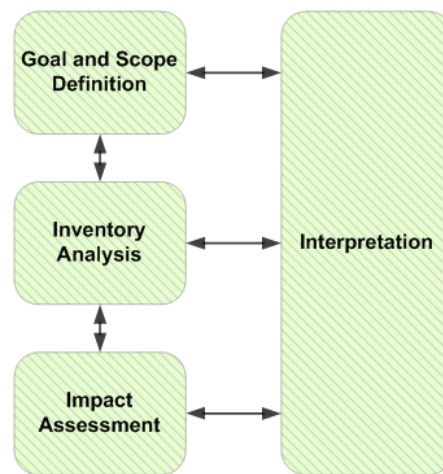 Goal and Scope
Definition
Inventory
Analysis
Interpretation
Impact
Assessment